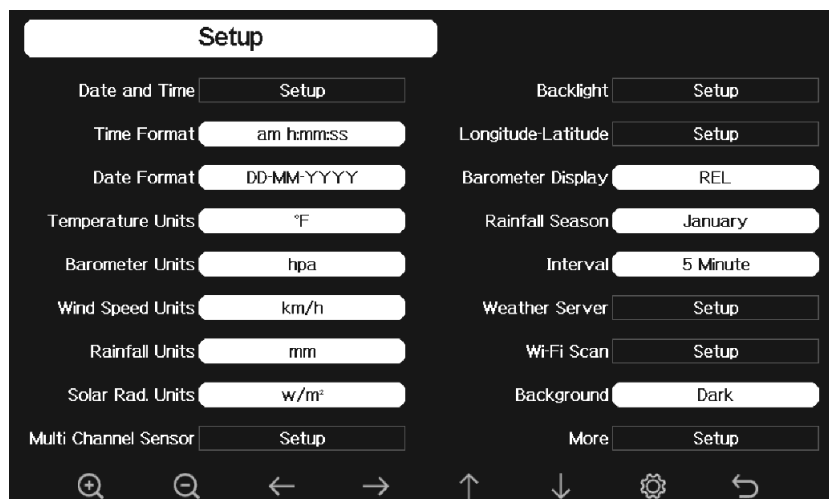 Setup
Date and Time Setup
Time Format am h:mm:ss
Date Format DD-MM-YYYY
Temperature Units °F
Barometer Units hpa
Wind Speed Units km/h
Rainfall Units mm
Solar Rad. Units w/m²
Multi Channel Sensor Setup
Backlight Setup
Longitude-Latitude Setup
Barometer Display REL
Rainfall Season January
Interval 5 Minute
Weather Server Setup
Wi-Fi Scan Setup
Background Dark
More Setup